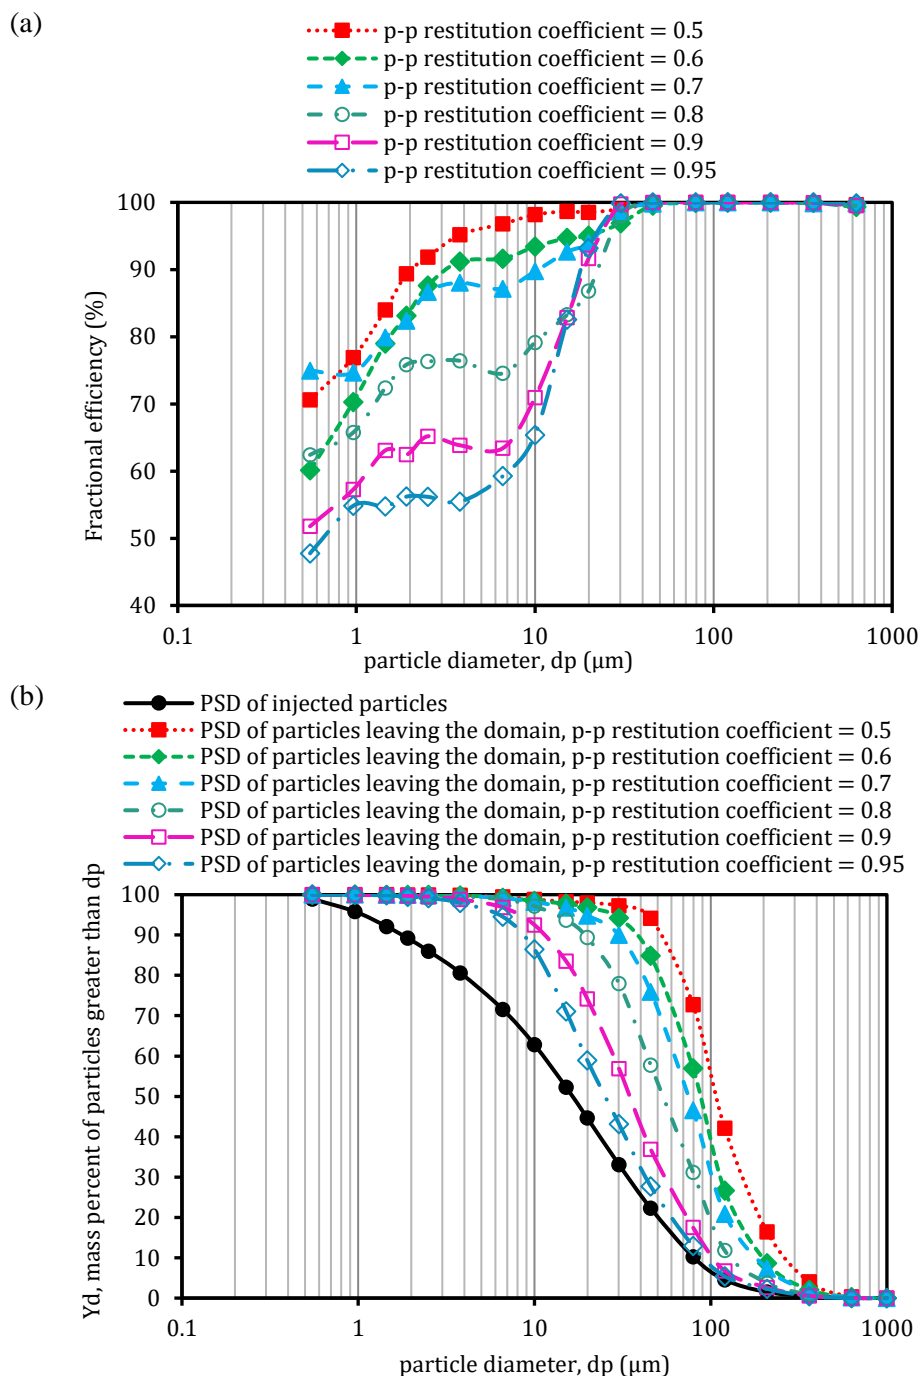 (a)
p-p restitution coefficient = 0.5
p-p restitution coefficient = 0.6
p-p restitution coefficient = 0.7
p-p restitution coefficient = 0.8
p-p restitution coefficient = 0.9
p-p restitution coefficient = 0.95
Fractional efficiency (%)
100
90
80
70
60
50
40
0.1 1 10 100 1000
particle diameter, dp (μm)
(b)
PSD of injected particles
PSD of particles leaving the domain, p-p restitution coefficient = 0.5
PSD of particles leaving the domain, p-p restitution coefficient = 0.6
PSD of particles leaving the domain, p-p restitution coefficient = 0.7
PSD of particles leaving the domain, p-p restitution coefficient = 0.8
PSD of particles leaving the domain, p-p restitution coefficient = 0.9
PSD of particles leaving the domain, p-p restitution coefficient = 0.95
Yd, mass percent of particles greater than dp
100
90
80
70
60
50
40
30
20
10
0
0.1 1 10 100 1000
particle diameter, dp (μm)